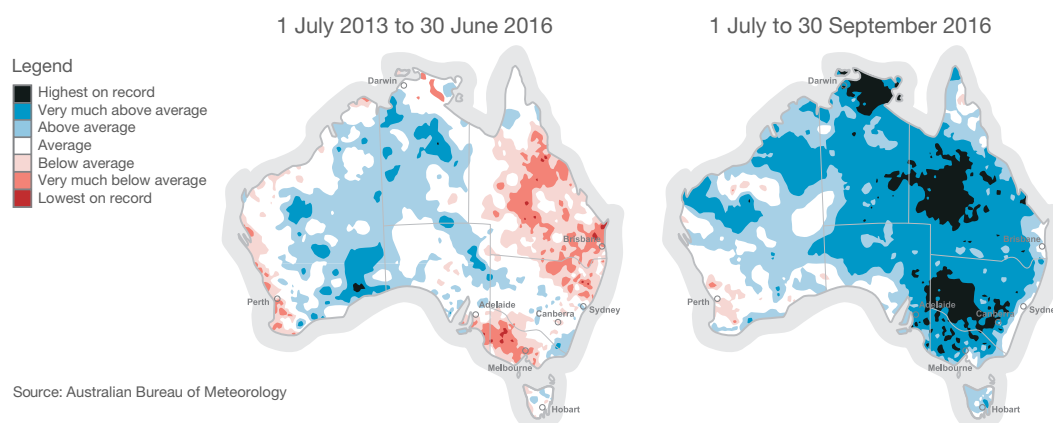 1 July 2013 to 30 June 2016
1 July to 30 September 2016
Legend
Highest on record
Very much above average
Above average
Average
Below average
Very much below average
Lowest on record
Darwin
Brisbane
Perth
Adelaide
Sydney
Canberra
Melbourne
Hobart
Darwin
Brisbane
Perth
Adelaide
Sydney
Canberra
Melbourne
Hobart
Source: Australian Bureau of Meteorology